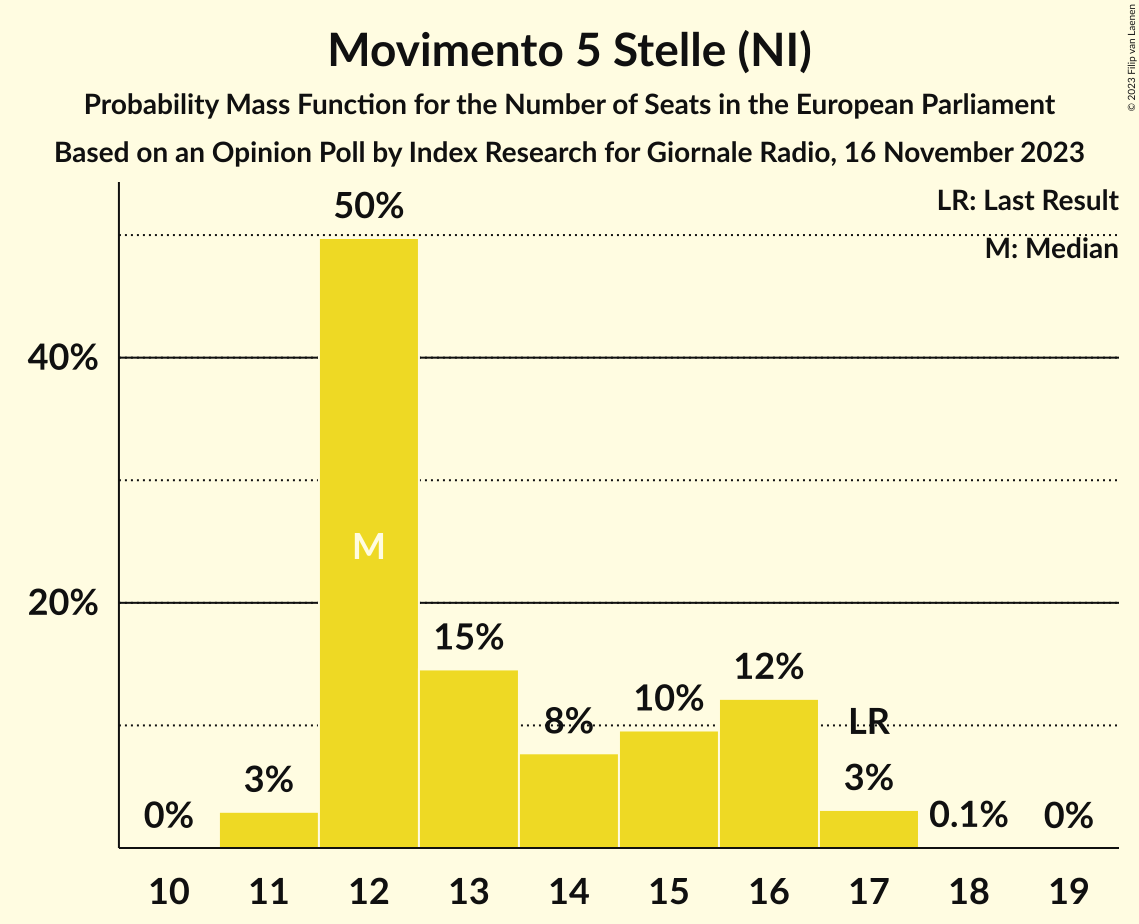 Movimento 5 Stelle (NI)
Probability Mass Function for the Number of Seats in the European Parliament
Based on an Opinion Poll by Index Research for Giornale Radio, 16 November 2023
© 2023 Filip van Laenen
LR: Last Result
M: Median
50%
40%
M
20%
15%
12%
10%
8%
LR
3%
3%
0%
0.1%
0%
10 11 12 13 14 15 16 17 18 19